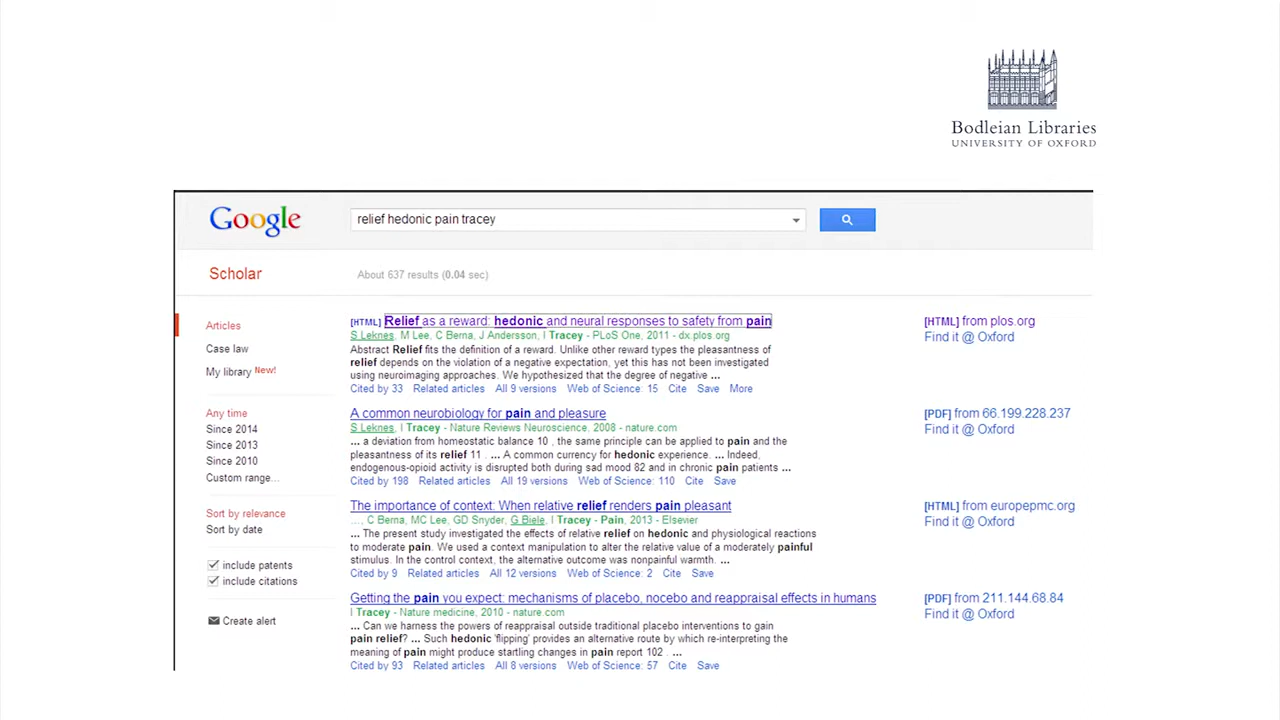 Bodleian Libraries
UNIVERSITY OF OXFORD
Google
relief hedonic pain tracey
Scholar
About 637 results (0.04 sec)
Articles
Case law
My library New!
Any time
Since 2014
Since 2013
Since 2010
Custom range...
Sort by relevance
Sort by date
include patents
include citations
Create alert
[HTML] Relief as a reward: hedonic and neural responses to safety from pain
S Leknes, M Lee, C Berna, J Andersson, I Tracey - PLoS One, 2011 - dx.plos.org
Abstract Relief fits the definition of a reward. Unlike other reward types the pleasantness of
relief depends on the violation of a negative expectation, yet this has not been investigated
using neuroimaging approaches. We hypothesized that the degree of negative ...
Cited by 33 Related articles All 9 versions Web of Science: 15 Cite Save More
[HTML] from plos.org
Find it @ Oxford
A common neurobiology for pain and pleasure
S Leknes, I Tracey - Nature Reviews Neuroscience, 2008 - nature.com
... a deviation from homeostatic balance 10 , the same principle can be applied to pain and the
pleasantness of its relief 11 . ... A common currency for hedonic experience. ... Indeed,
endogenous-opioid activity is disrupted both during sad mood 82 and in chronic pain patients ...
Cited by 198 Related articles All 19 versions Web of Science: 110 Cite Save
[PDF] from 66.199.228.237
Find it @ Oxford
The importance of context: When relative relief renders pain pleasant
..., C Berna, MC Lee, GD Snyder, G Biele, I Tracey - Pain, 2013 - Elsevier
... The present study investigated the effects of relative relief on hedonic and physiological reactions
to moderate pain. We used a context manipulation to alter the relative value of a moderately painful
stimulus. In the control context, the alternative outcome was nonpainful warmth. ...
Cited by 9 Related articles All 12 versions Web of Science: 2 Cite Save
[HTML] from europepmc.org
Find it @ Oxford
Getting the pain you expect: mechanisms of placebo, nocebo and reappraisal effects in humans
I Tracey - Nature medicine, 2010 - nature.com
... Can we harness the powers of reappraisal outside traditional placebo interventions to gain
pain relief? ... Such hedonic 'flipping' provides an alternative route by which re-interpreting the
meaning of pain might produce startling changes in pain report 102 . ...
Cited by 93 Related articles All 8 versions Web of Science: 57 Cite Save
[PDF] from 211.144.68.84
Find it @ Oxford